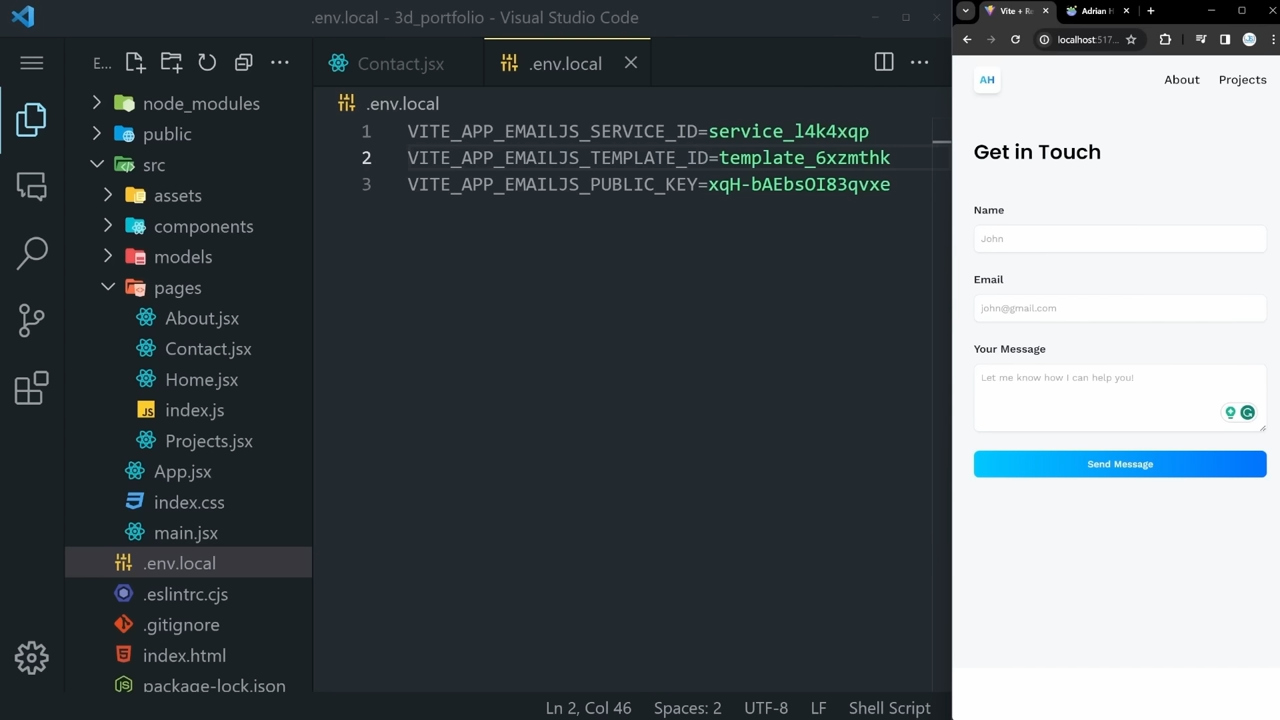 .env.local - 3d_portfolio - Visual Studio Code
E...
Contact.jsx
.env.local
node_modules
public
src
assets
components
models
pages
About.jsx
Contact.jsx
Home.jsx
JS index.js
Projects.jsx
App.jsx
index.css
main.jsx
.env.local
.eslintrc.cjs
.gitignore
index.html
package-lock.json
.env.local
1 VITE_APP_EMAILJS_SERVICE_ID=service_l4k4xqp
2 VITE_APP_EMAILJS_TEMPLATE_ID=template_6xzmthk
3 VITE_APP_EMAILJS_PUBLIC_KEY=xqH-bAEbsOI83qvxe
Ln 2, Col 46 Spaces: 2 UTF-8 LF Shell Script
Vite + Re
Adrian H
localhost:517...
AH
About Projects
Get in Touch
Name
John
Email
john@gmail.com
Your Message
Let me know how I can help you!
Send Message